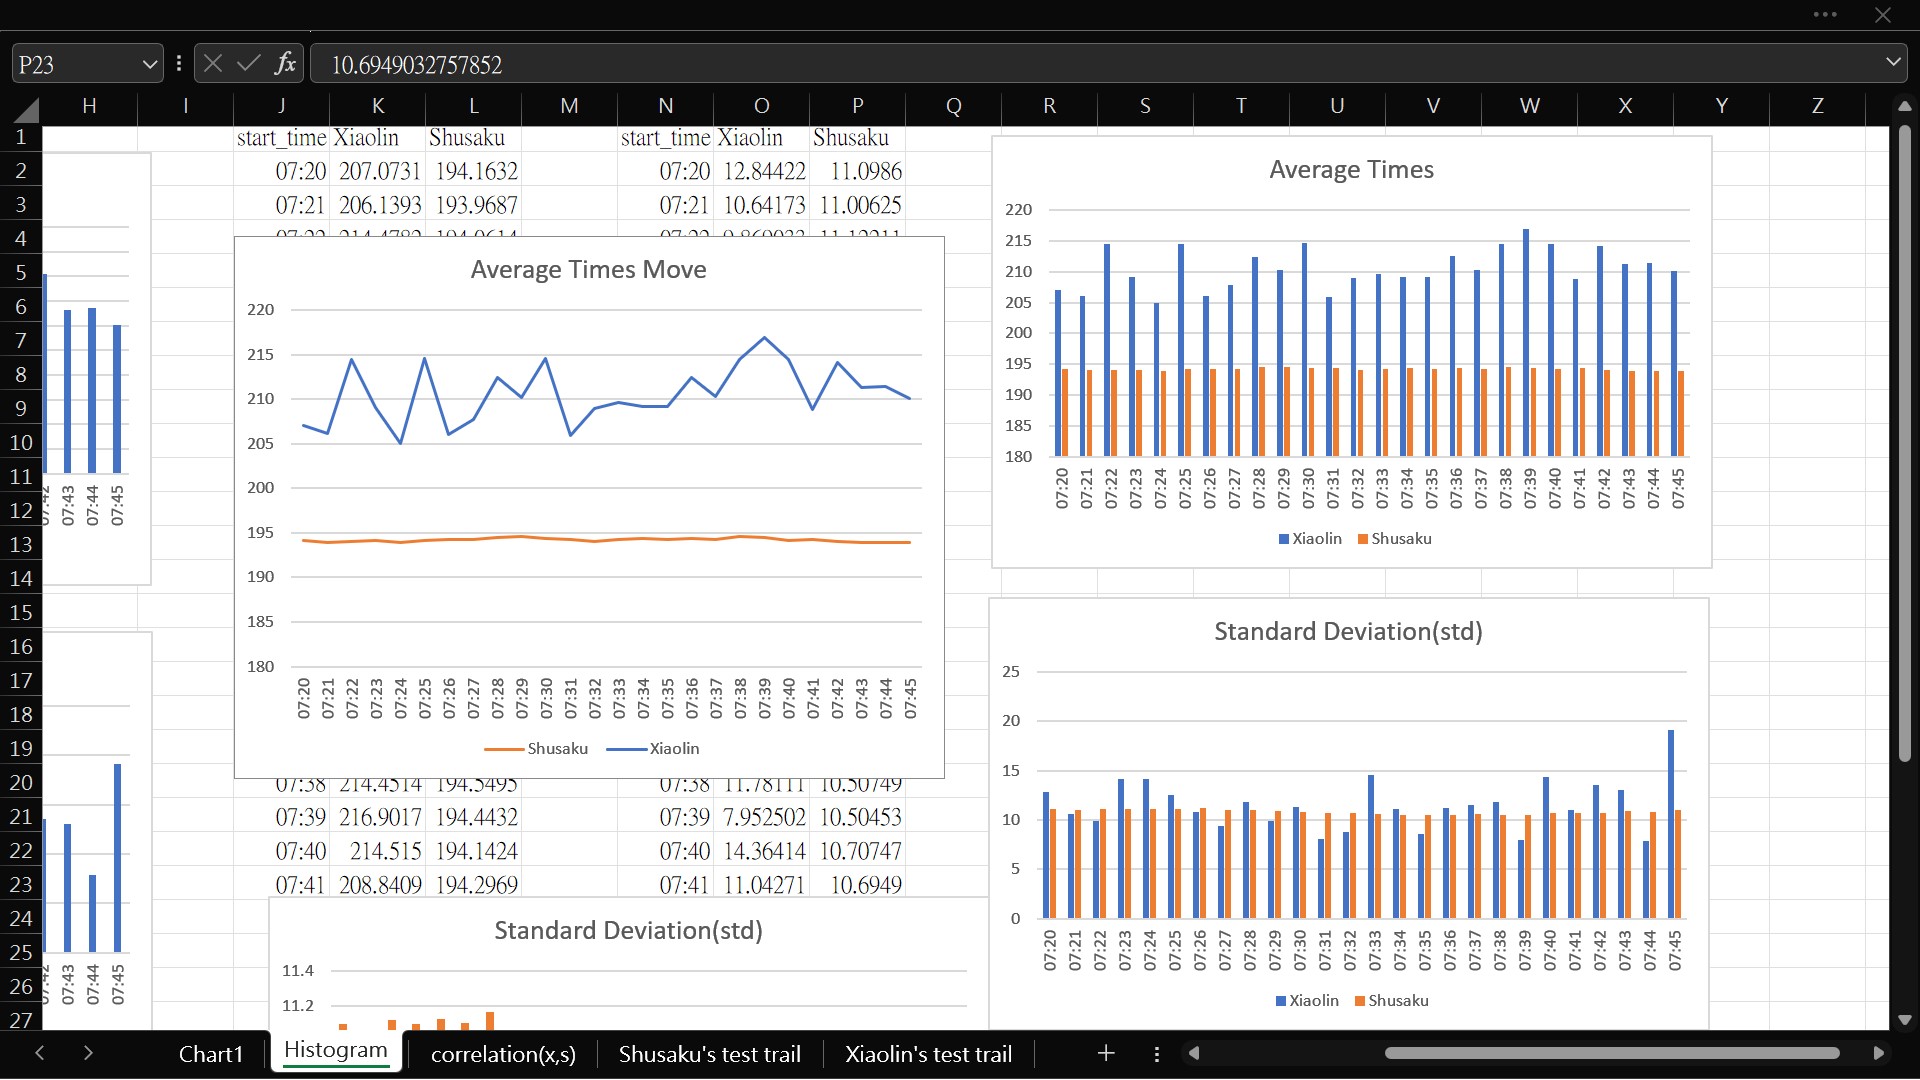 P23 fx 10.6949032757852
H I J K L M N O P Q R S T U V W X Y Z
1 start_time Xiaolin Shusaku start_time Xiaolin Shusaku
2 07:20 207.0731 194.1632 07:20 12.84422 11.0986
3 07:21 206.1393 193.9687 07:21 10.64173 11.00625
4
5
6
7
8
9
10
11
12
13
14
15
16
17
18
19
20 07:38 214.4514 194.5495 07:38 11.78111 10.50749
21 07:39 216.9017 194.4432 07:39 7.952502 10.50453
22 07:40 214.515 194.1424 07:40 14.36414 10.70747
23 07:41 208.8409 194.2969 07:41 11.04271 10.6949
24
25
26
27
07:43 07:44 07:45
07:43 07:44 07:45
Average Times Move
220
215
210
205
200
195
190
185
180
07:20 07:21 07:22 07:23 07:24 07:25 07:26 07:27 07:28 07:29 07:30 07:31 07:32 07:33 07:34 07:35 07:36 07:37 07:38 07:39 07:40 07:41 07:42 07:43 07:44 07:45
Shusaku Xiaolin
Standard Deviation(std)
11.4
11.2
Average Times
220
215
210
205
200
195
190
185
180
07:20 07:21 07:22 07:23 07:24 07:25 07:26 07:27 07:28 07:29 07:30 07:31 07:32 07:33 07:34 07:35 07:36 07:37 07:38 07:39 07:40 07:41 07:42 07:43 07:44 07:45
Xiaolin Shusaku
Standard Deviation(std)
25
20
15
10
5
0
07:20 07:21 07:22 07:23 07:24 07:25 07:26 07:27 07:28 07:29 07:30 07:31 07:32 07:33 07:34 07:35 07:36 07:37 07:38 07:39 07:40 07:41 07:42 07:43 07:44 07:45
Xiaolin Shusaku
Chart1 Histogram correlation(x,s) Shusaku's test trail Xiaolin's test trail